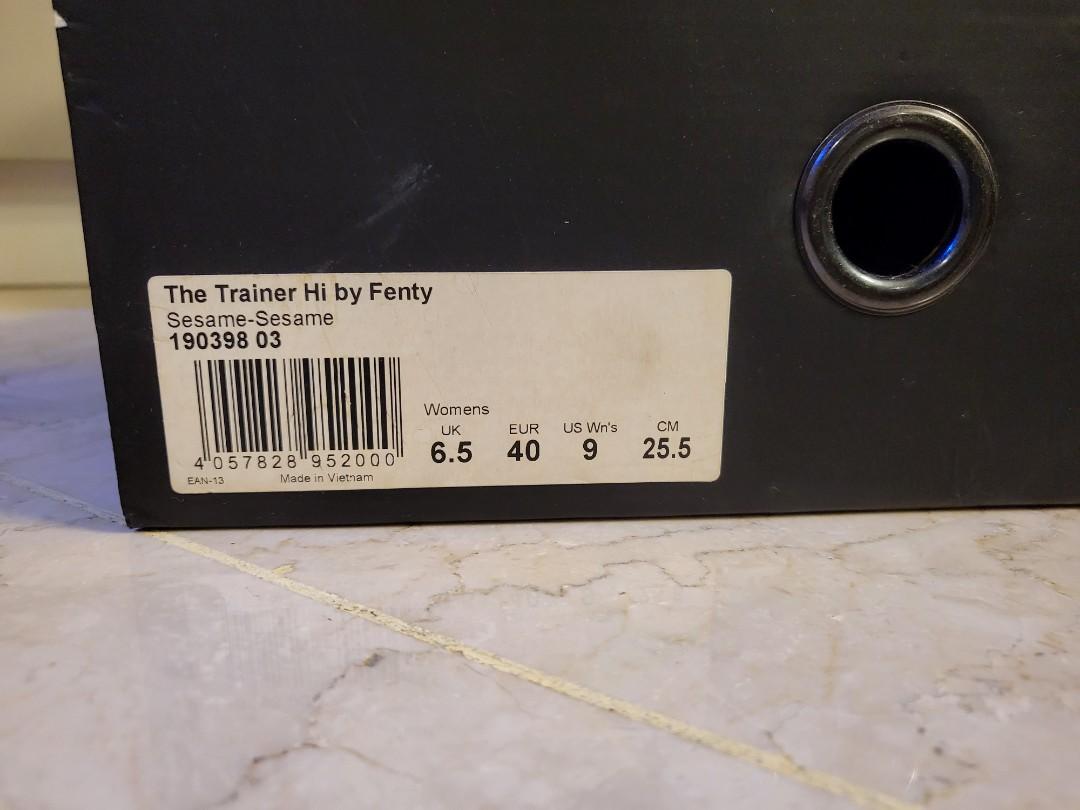 The Trainer Hi by Fenty
Sesame-Sesame
190398 03
Womens
UK EUR US Wn's CM
6.5 40 9 25.5
4 057828 952000
EAN-13 Made in Vietnam